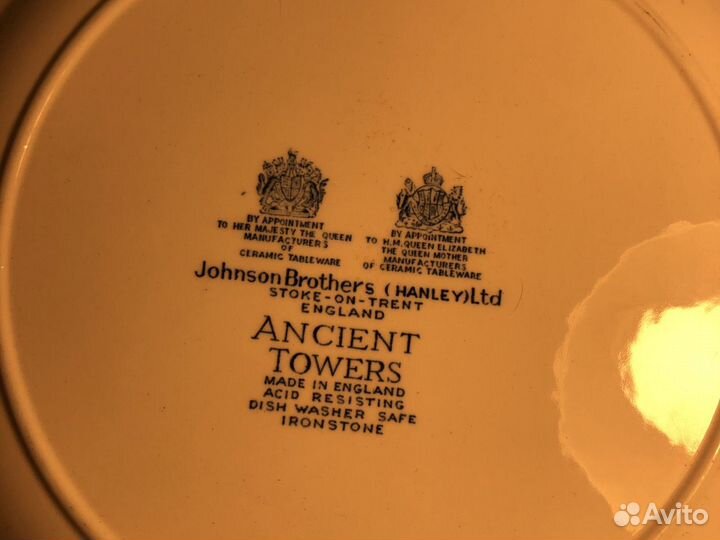 BY APPOINTMENT
TO HER MAJESTY THE QUEEN
MANUFACTURERS
OF
CERAMIC TABLEWARE
BY APPOINTMENT
TO H.M. QUEEN ELIZABETH
THE QUEEN MOTHER
MANUFACTURERS
OF CERAMIC TABLEWARE
Johnson Brothers (HANLEY) Ltd
STOKE-ON-TRENT
ENGLAND
ANCIENT
TOWERS
MADE IN ENGLAND
ACID RESISTING
DISH WASHER SAFE
IRONSTONE
Avito